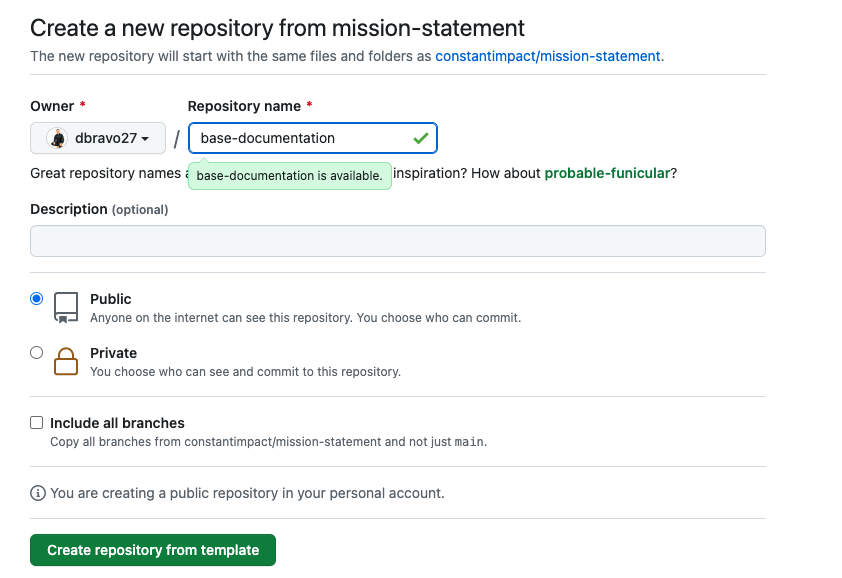 Create a new repository from mission-statement
The new repository will start with the same files and folders as constantimpact/mission-statement.
Owner * Repository name *
dbravo27 / base-documentation
Great repository names inspiration? How about probable-funicular?
base-documentation is available.
Description (optional)
Public
Anyone on the internet can see this repository. You choose who can commit.
Private
You choose who can see and commit to this repository.
Include all branches
Copy all branches from constantimpact/mission-statement and not just main.
You are creating a public repository in your personal account.
Create repository from template